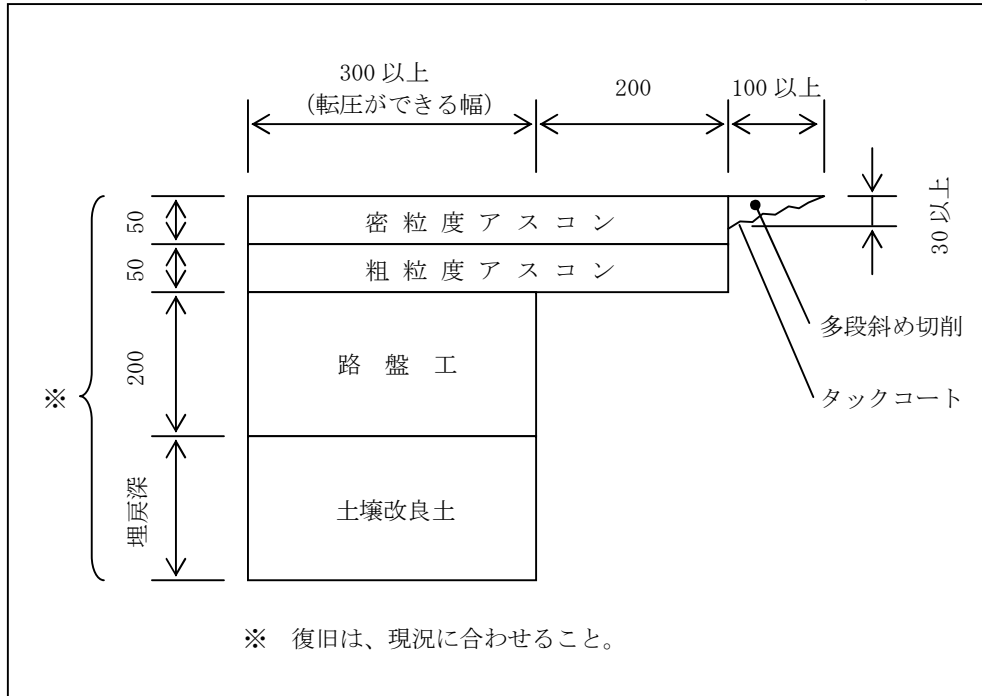 300 以上
(転圧ができる幅)
200
100 以上
50
密 粒 度 ア ス コ ン
30 以上
50
粗 粒 度 ア ス コ ン
多段斜め切削
200
路 盤 工
※
タックコート
埋戻深
土壌改良土
※ 復旧は、現況に合わせること。